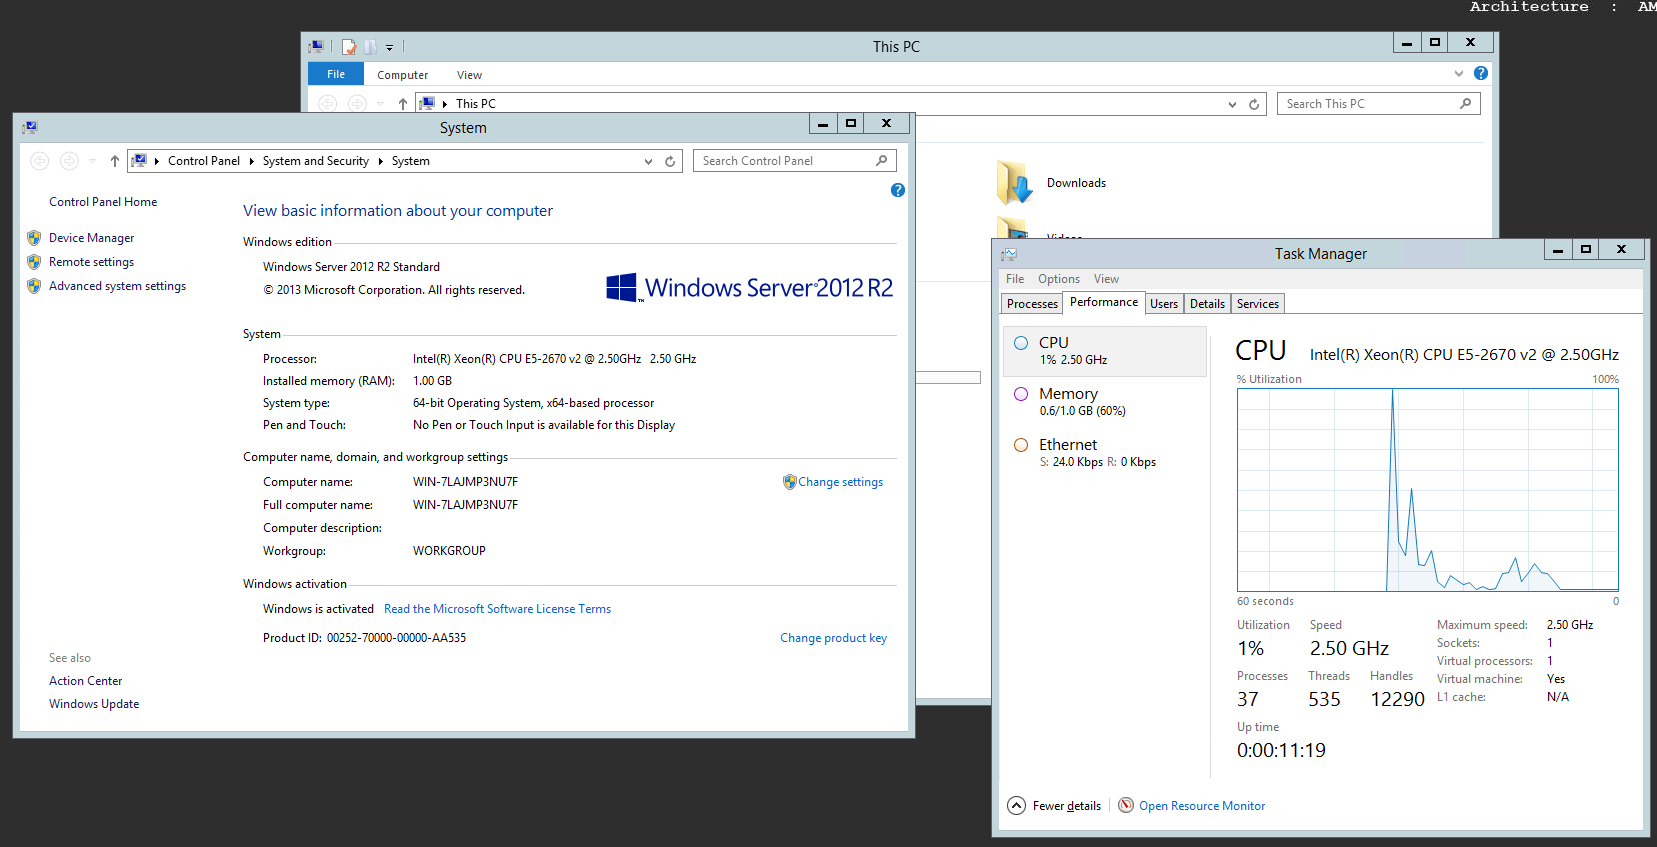 Architecture : AM
This PC
File Computer View
This PC
Search This PC
Downloads
Videos
System
Control Panel System and Security System
Search Control Panel
Control Panel Home
Device Manager
Remote settings
Advanced system settings
See also
Action Center
Windows Update
View basic information about your computer
Windows edition
Windows Server 2012 R2 Standard
© 2013 Microsoft Corporation. All rights reserved.
Windows Server 2012 R2
System
Processor: Intel(R) Xeon(R) CPU E5-2670 v2 @ 2.50GHz 2.50 GHz
Installed memory (RAM): 1.00 GB
System type: 64-bit Operating System, x64-based processor
Pen and Touch: No Pen or Touch Input is available for this Display
Computer name, domain, and workgroup settings
Computer name: WIN-7LAJMP3NU7F
Change settings
Full computer name: WIN-7LAJMP3NU7F
Computer description:
Workgroup: WORKGROUP
Windows activation
Windows is activated Read the Microsoft Software License Terms
Product ID: 00252-70000-00000-AA535
Change product key
Task Manager
File Options View
Processes Performance Users Details Services
CPU
1% 2.50 GHz
Memory
0.6/1.0 GB (60%)
Ethernet
S: 24.0 Kbps R: 0 Kbps
CPU Intel(R) Xeon(R) CPU E5-2670 v2 @ 2.50GHz
% Utilization 100%
60 seconds 0
Utilization Speed
1% 2.50 GHz
Processes Threads Handles
37 535 12290
Up time
0:00:11:19
Maximum speed: 2.50 GHz
Sockets: 1
Virtual processors: 1
Virtual machine: Yes
L1 cache: N/A
Fewer details
Open Resource Monitor